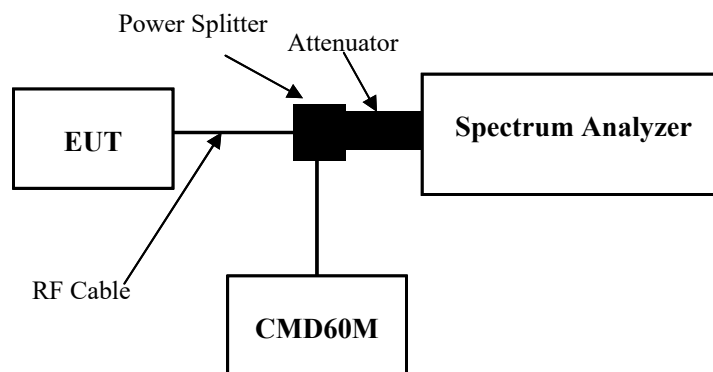 Power Splitter
Attenuator
EUT
Spectrum Analyzer
RF Cable
CMD60M